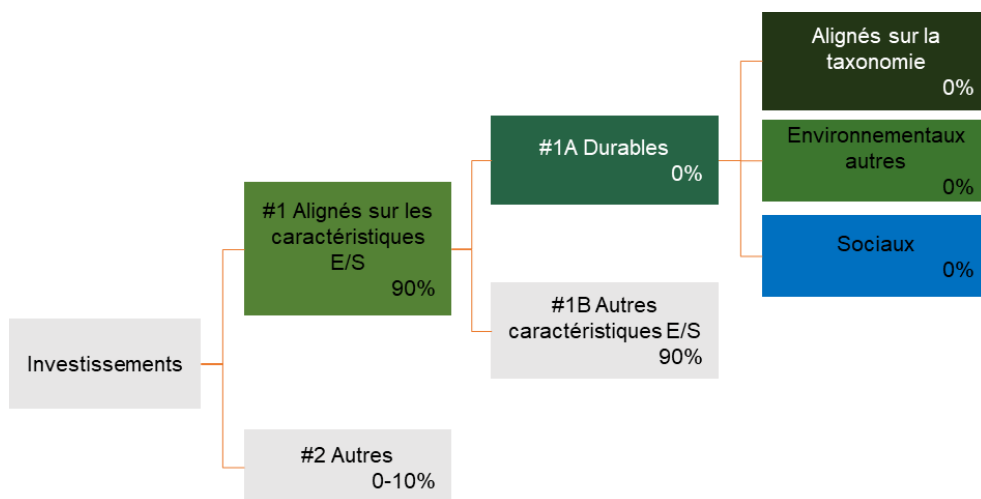 Investissements
#1 Alignés sur les
caractéristiques
E/S
90%
#2 Autres
0-10%
#1A Durables
0%
#1B Autres
caractéristiques E/S
90%
Alignés sur la
taxonomie
0%
Environnementaux
autres
0%
Sociaux
0%